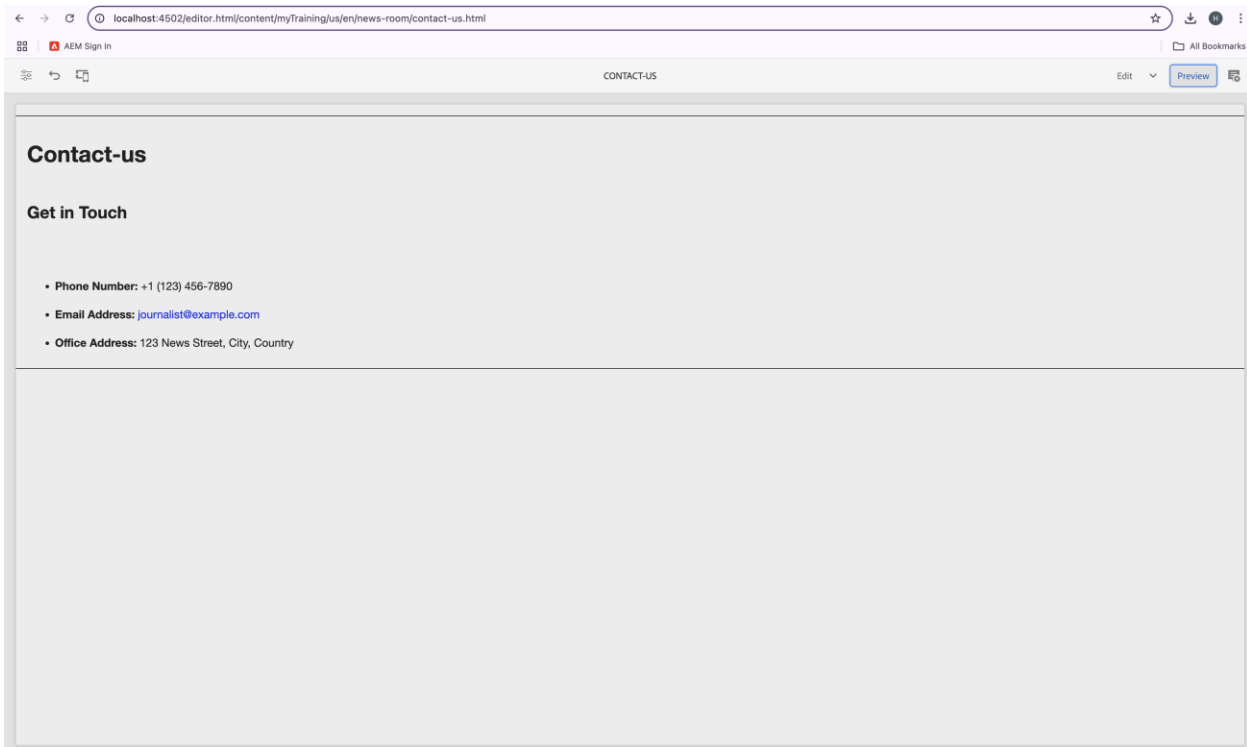 localhost:4502/editor.html/content/myTraining/us/en/news-room/contact-us.html
H
AEM Sign In
All Bookmarks
CONTACT-US
Edit
Preview
Contact-us
Get in Touch
• Phone Number: +1 (123) 456-7890
• Email Address: journalist@example.com
• Office Address: 123 News Street, City, Country